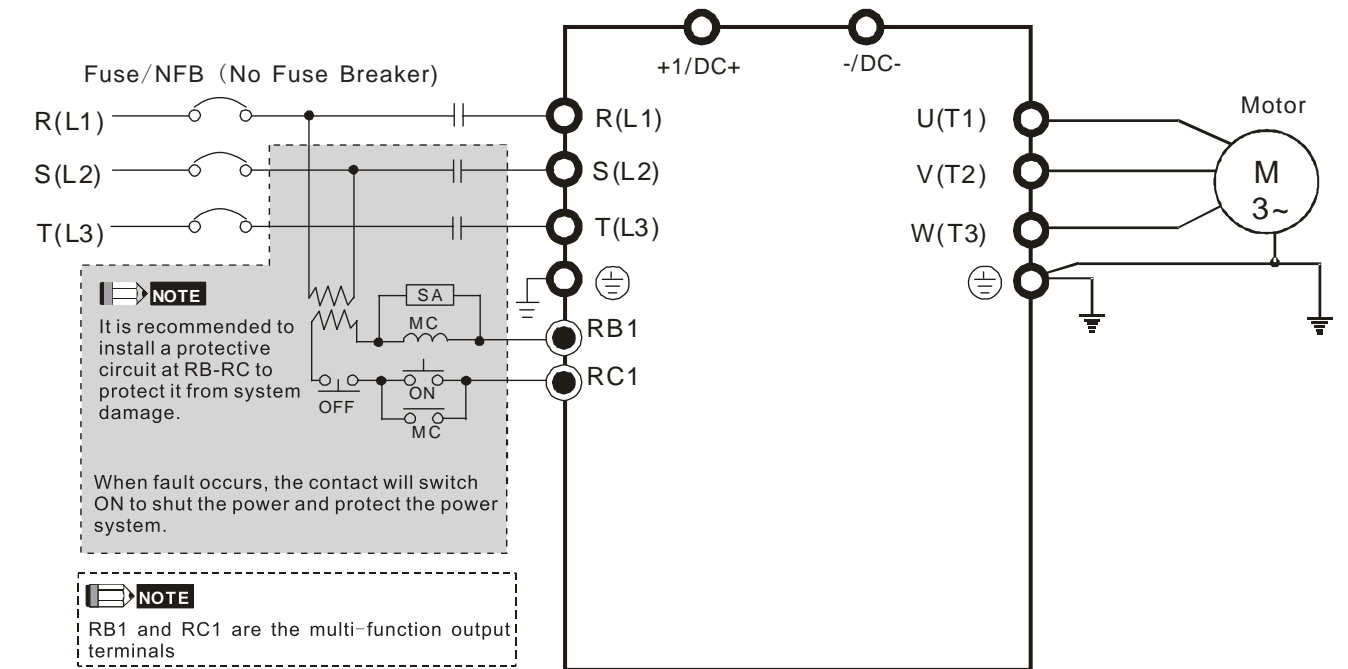 +1/DC+
-/DC-
Fuse/NFB (No Fuse Breaker)
R(L1)
S(L2)
T(L3)
R(L1)
S(L2)
T(L3)
RB1
RC1
U(T1)
V(T2)
W(T3)
Motor
M
3~
SA
MC
ON
OFF
MC
NOTE
It is recommended to
install a protective
circuit at RB-RC to
protect it from system
damage.
When fault occurs, the contact will switch
ON to shut the power and protect the power
system.
NOTE
RB1 and RC1 are the multi-function output
terminals